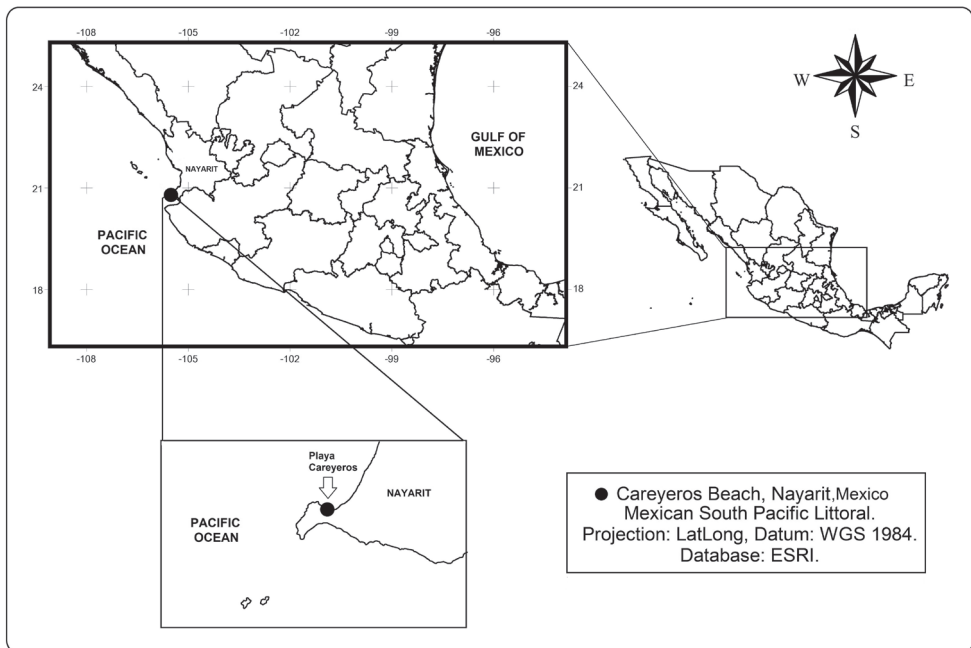 -108 -105 -102 -99 -96
24 24
GULF OF
MEXICO
NAYARIT
21 21
PACIFIC
OCEAN
18 18
-108 -105 -102 -99 -96
W E
S
Playa
Careyeros
NAYARIT
PACIFIC
OCEAN
Careyeros Beach, Nayarit,Mexico
Mexican South Pacific Littoral.
Projection: LatLong, Datum: WGS 1984.
Database: ESRI.